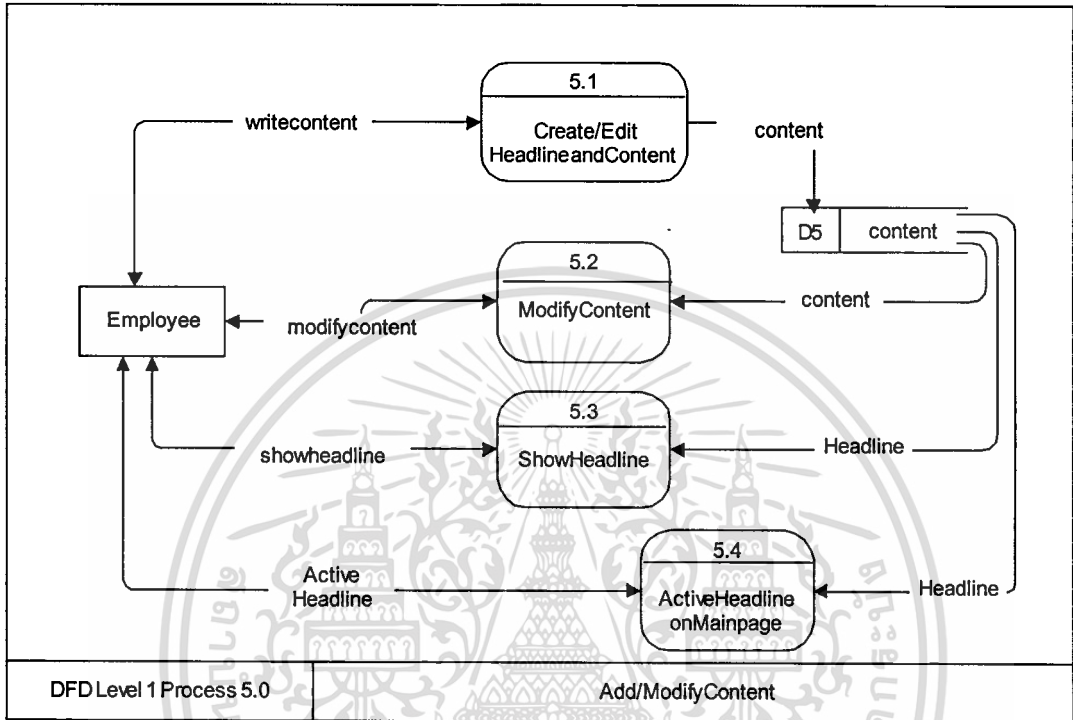 5.1
writecontent
Create/Edit
HeadlineandContent
content
D5
content
5.2
Employee
modifycontent
ModifyContent
content
5.3
showheadline
ShowHeadline
Headline
5.4
Active
Headline
ActiveHeadline
onMainpage
Headline
DFD Level 1 Process 5.0
Add/ModifyContent